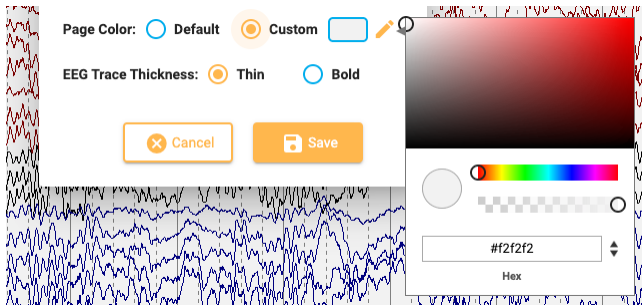 Page Color: Default Custom
EEG Trace Thickness: Thin Bold
Cancel Save
#f2f2f2
Hex